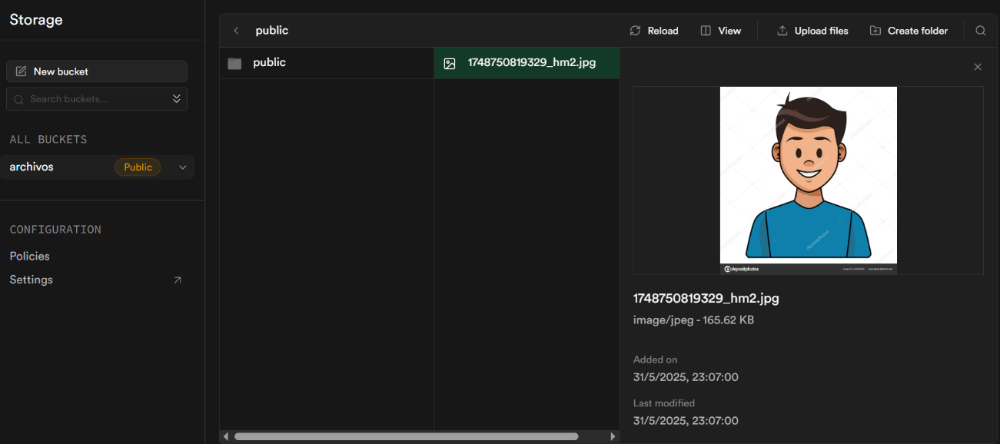 Storage
New bucket
Search buckets...
ALL BUCKETS
archivos Public
CONFIGURATION
Policies
Settings
public Reload View Upload files Create folder
public
1748750819329_hm2.jpg
depositphotos
depositphotos
1748750819329_hm2.jpg
image/jpeg - 165.62 KB
Added on
31/5/2025, 23:07:00
Last modified
31/5/2025, 23:07:00